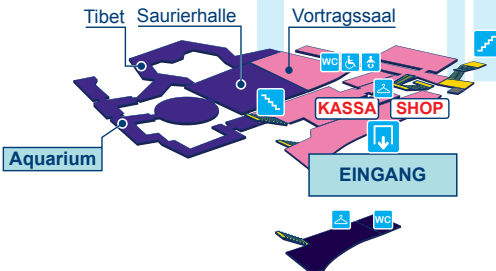 Tibet Saurierhalle Vortragssaal
WC
KASSA SHOP
Aquarium
EINGANG
WC